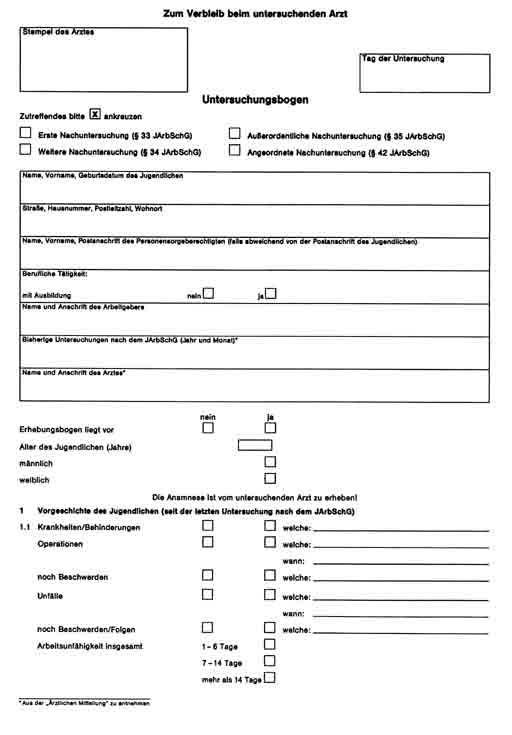 Zum Verbleib beim untersuchenden Arzt
Stempel des Arztes
Tag der Untersuchung
Untersuchungsbogen
Zutreffendes bitte x ankreuzen
Erste Nachuntersuchung (§ 33 JArbSchG)
Außerordentliche Nachuntersuchung (§ 35 JArbSchG)
Weitere Nachuntersuchung (§ 34 JArbSchG)
Angeordnete Nachuntersuchung (§ 42 JArbSchG)
Name, Vorname, Geburtsdatum des Jugendlichen
Straße, Hausnummer, Postleitzahl, Wohnort
Name, Vorname, Postanschrift des Personensorgeberechtigten (falls abweichend von der Postanschrift des Jugendlichen)
Berufliche Tätigkeit:
mit Ausbildung nein ja
Name und Anschrift des Arbeitgebers
Bisherige Untersuchungen nach dem JArbSchG (Jahr und Monat)*
Name und Anschrift des Arztes*
nein ja
Erhebungsbogen liegt vor
Alter des Jugendlichen (Jahre)
männlich
weiblich
Die Anamnese ist vom untersuchenden Arzt zu erheben!
1 Vorgeschichte des Jugendlichen (seit der letzten Untersuchung nach dem JArbSchG)
1.1 Krankheiten/Behinderungen welche:
Operationen welche:
wann:
noch Beschwerden welche:
Unfälle welche:
wann:
noch Beschwerden/Folgen welche:
Arbeitsunfähigkeit insgesamt 1 – 6 Tage
7 – 14 Tage
mehr als 14 Tage
*Aus der „Ärztlichen Mitteilung" zu entnehmen